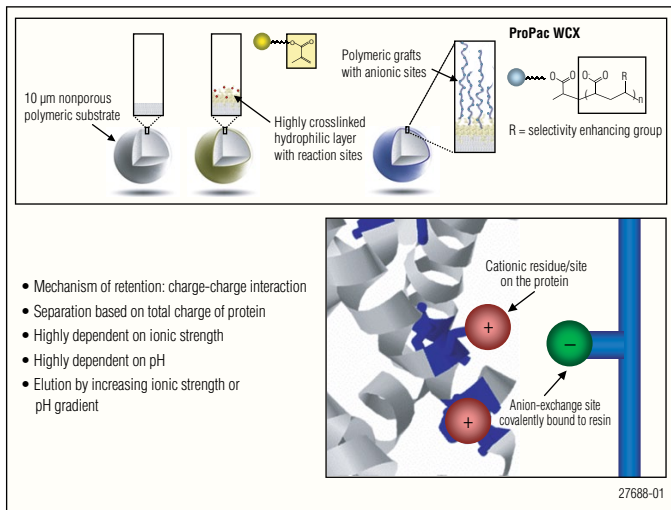 ProPac WCX
Polymeric grafts
with anionic sites
10 µm nonporous
polymeric substrate
Highly crosslinked
hydrophilic layer
with reaction sites
O
O
O
O
O
O
R
n
R = selectivity enhancing group
• Mechanism of retention: charge-charge interaction
• Separation based on total charge of protein
• Highly dependent on ionic strength
• Highly dependent on pH
• Elution by increasing ionic strength or
pH gradient
Cationic residue/site
on the protein
+
−
+
Anion-exchange site
covalently bound to resin
27688-01